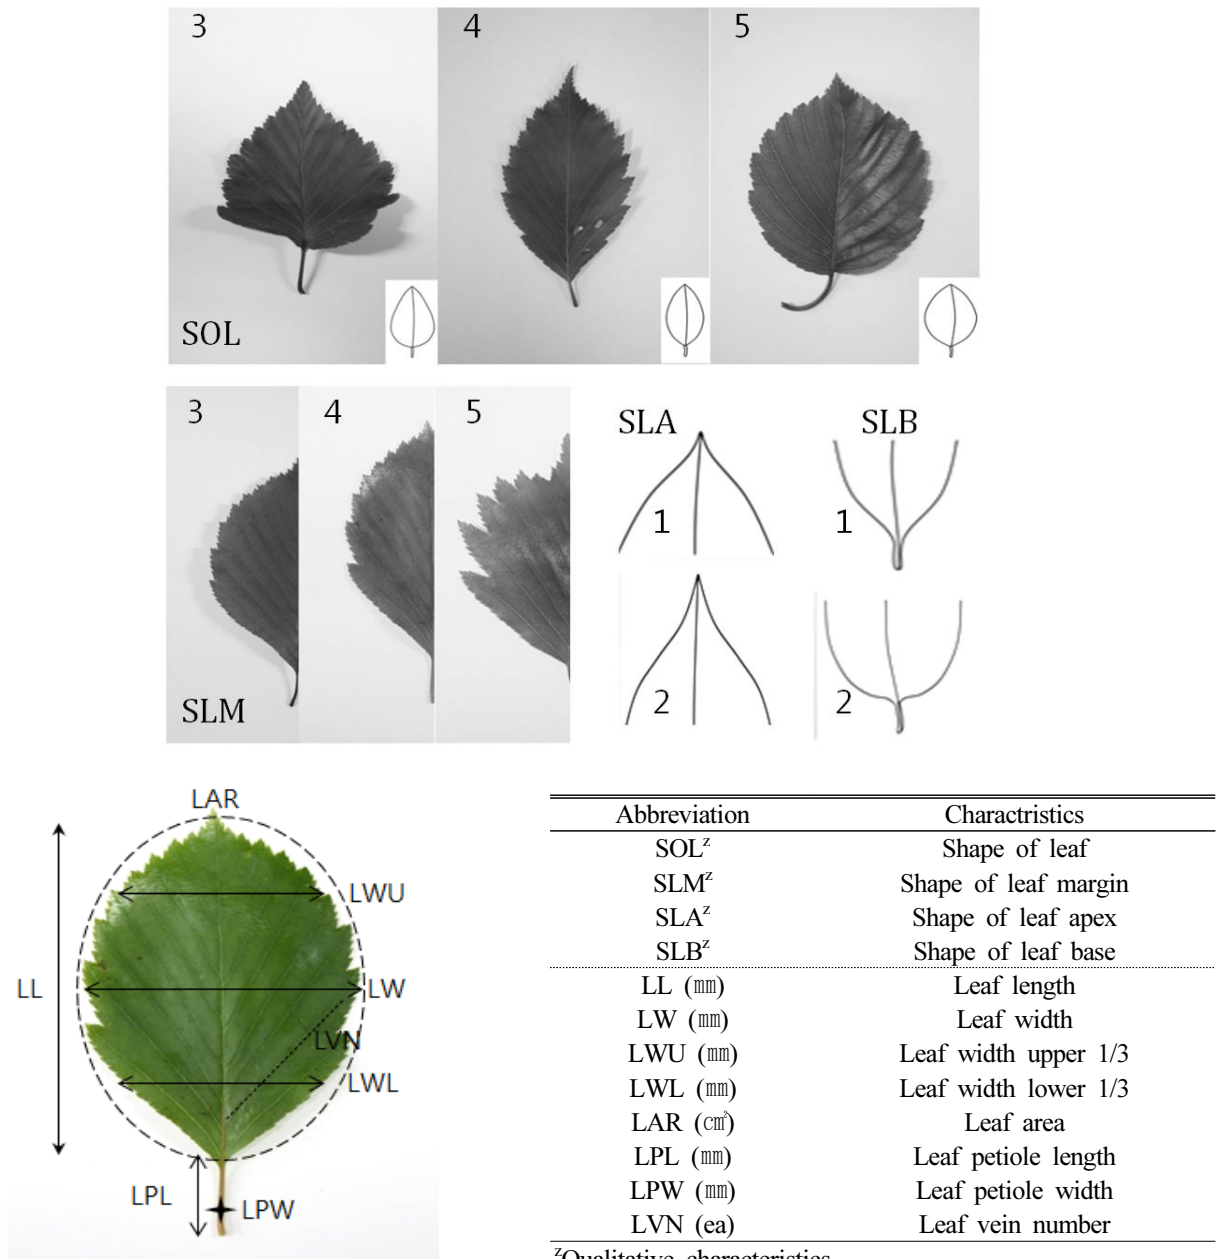 3 4 5
SOL
3 4 5
SLM
SLA SLB
1 1
2 2
LAR
LWU
LL
LW
LVN
LWL
LPL
LPW
Abbreviation Charactristics
SOLᶻ Shape of leaf
SLMᶻ Shape of leaf margin
SLAᶻ Shape of leaf apex
SLBᶻ Shape of leaf base
LL (㎜) Leaf length
LW (㎜) Leaf width
LWU (㎜) Leaf width upper 1/3
LWL (㎜) Leaf width lower 1/3
LAR (㎠) Leaf area
LPL (㎜) Leaf petiole length
LPW (㎜) Leaf petiole width
LVN (ea) Leaf vein number
ᶻQualitative characteristics